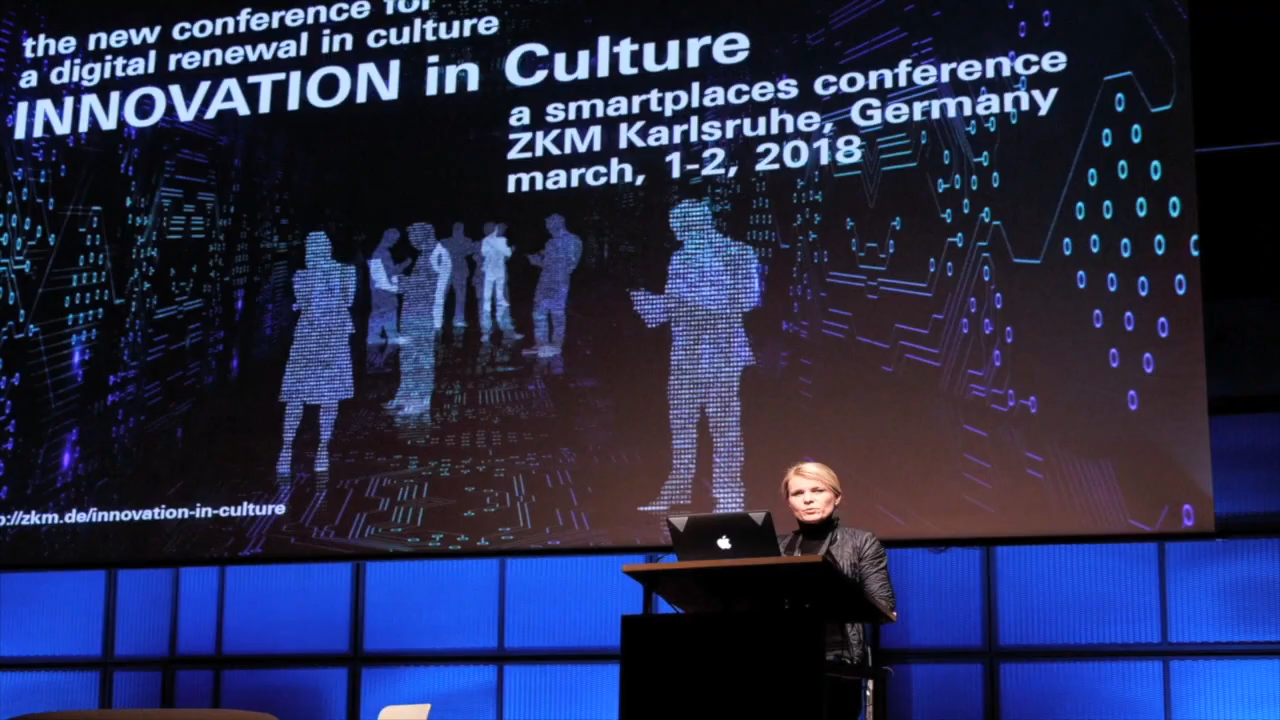 the new conference for
a digital renewal in culture
INNOVATION in Culture
a smartplaces conference
ZKM Karlsruhe, Germany
march, 1-2, 2018
p://zkm.de/innovation-in-culture